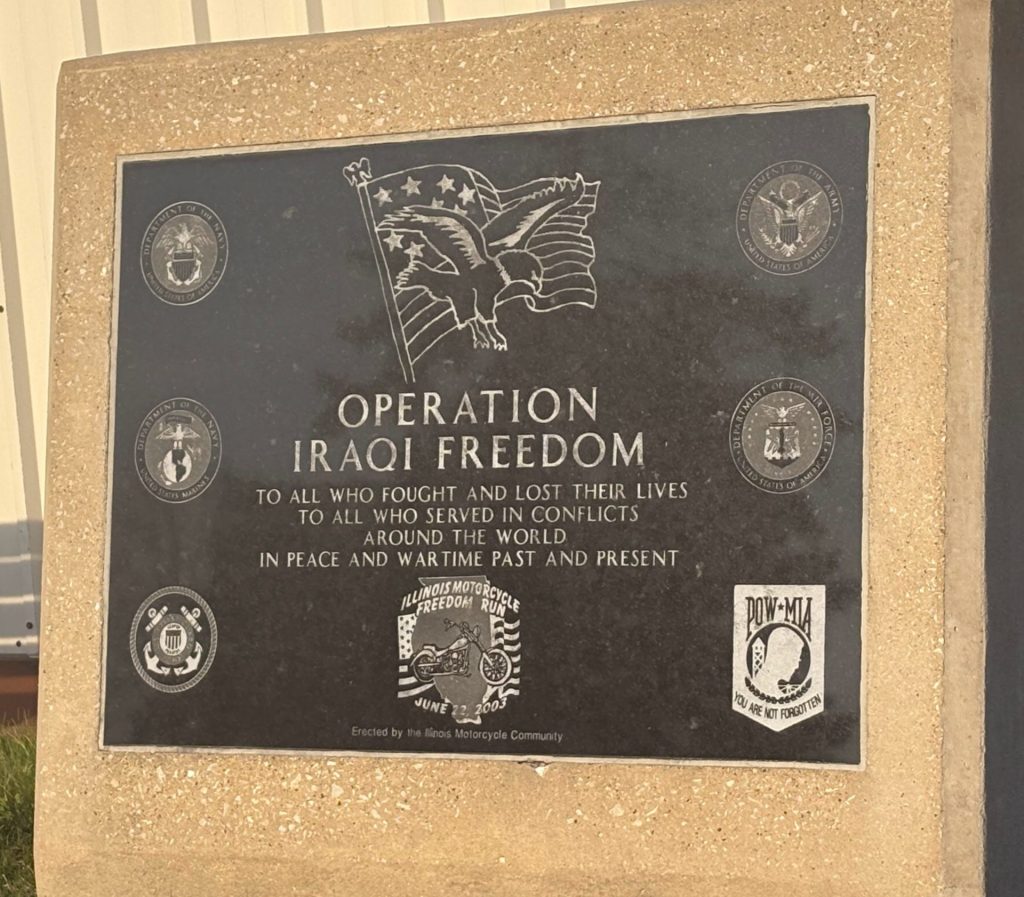 DEPARTMENT OF THE NAVY
UNITED STATES OF AMERICA
DEPARTMENT OF THE ARMY
UNITED STATES OF AMERICA
OPERATION
IRAQI FREEDOM
DEPARTMENT OF THE NAVY
UNITED STATES MARINES
DEPARTMENT OF THE AIR FORCE
UNITED STATES OF AMERICA
TO ALL WHO FOUGHT AND LOST THEIR LIVES
TO ALL WHO SERVED IN CONFLICTS
AROUND THE WORLD
IN PEACE AND WARTIME PAST AND PRESENT
ILLINOIS MOTORCYCLE
FREEDOM RUN
JUNE 22, 2003
POW★MIA
YOU ARE NOT FORGOTTEN
Erected by the Illinois Motorcycle Community